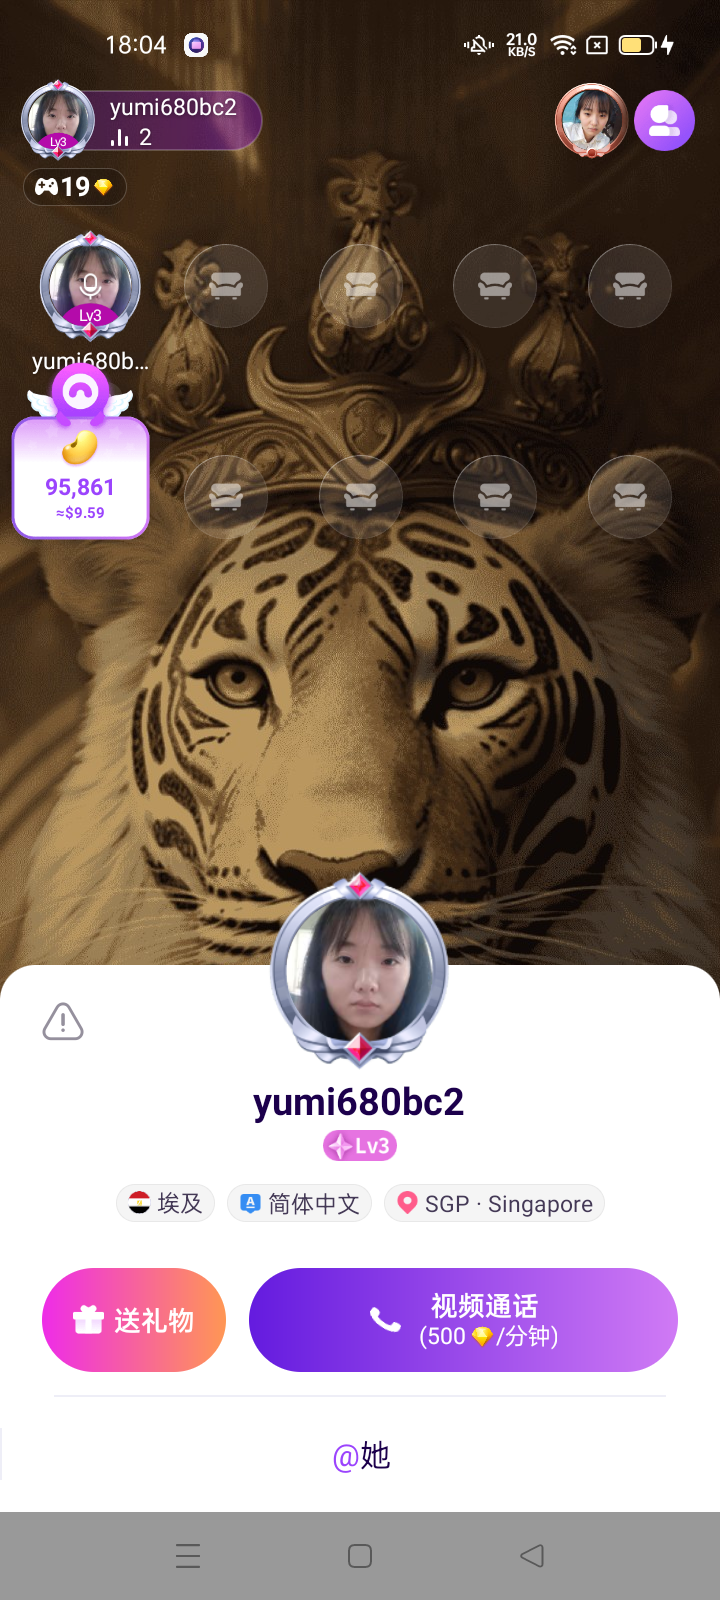 18:04
21.0
KB/S
yumi680bc2
2
Lv3
19
Lv3
yumi680b...
95,861
≈$9.59
yumi680bc2
Lv3
埃及
A 简体中文
SGP · Singapore
送礼物
视频通话
(500 /分钟)
@她